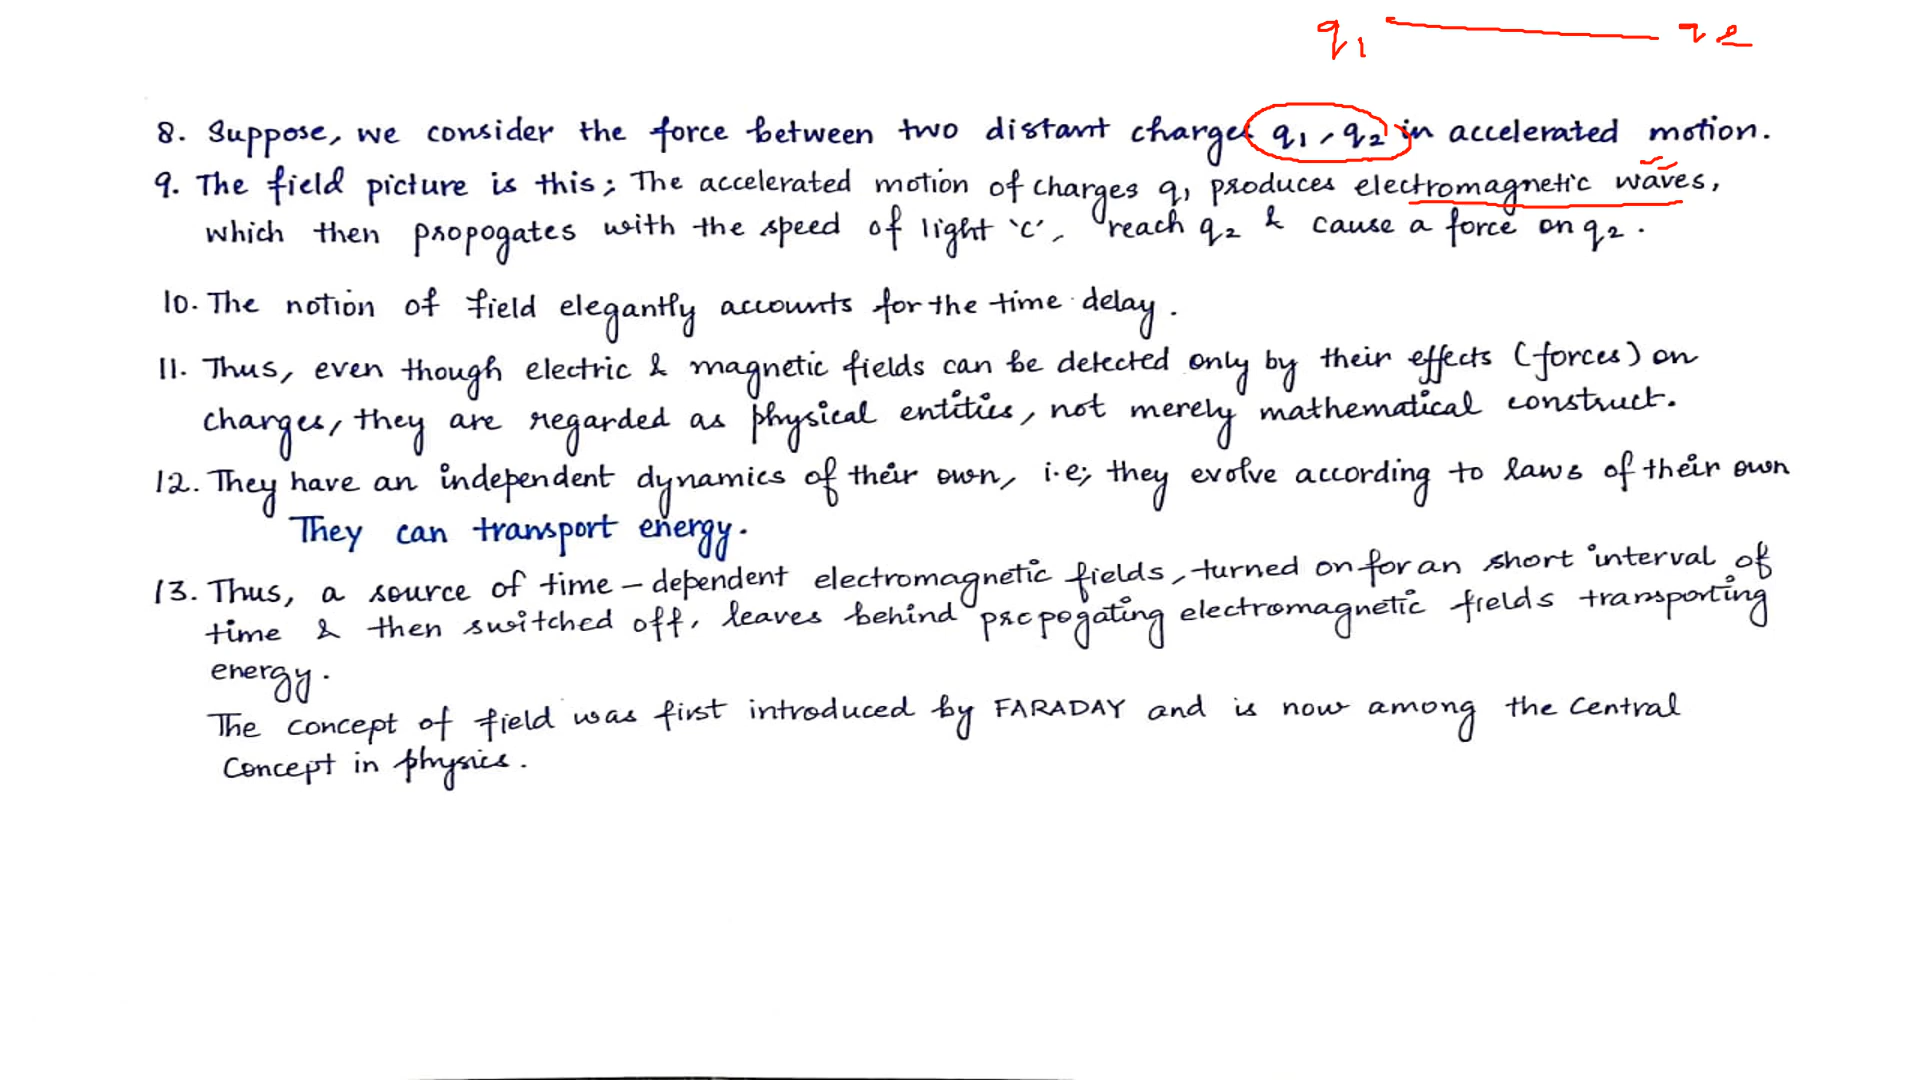 q1 q2
8. Suppose, we consider the force between two distant charges q1, q2 in accelerated motion.
9. The field picture is this; The accelerated motion of charges q1 produces electromagnetic waves,
which then propogates with the speed of light 'c', reach q2 & cause a force on q2.
10. The notion of field elegantly accounts for the time delay.
11. Thus, even though electric & magnetic fields can be detected only by their effects (forces) on
charges, they are regarded as physical entities, not merely mathematical construct.
12. They have an independent dynamics of their own, i.e; they evolve according to laws of their own
They can transport energy.
13. Thus, a source of time-dependent electromagnetic fields, turned on for an short interval of
time & then switched off, leaves behind propogating electromagnetic fields transporting
energy.
The concept of field was first introduced by FARADAY and is now among the Central
Concept in physics.